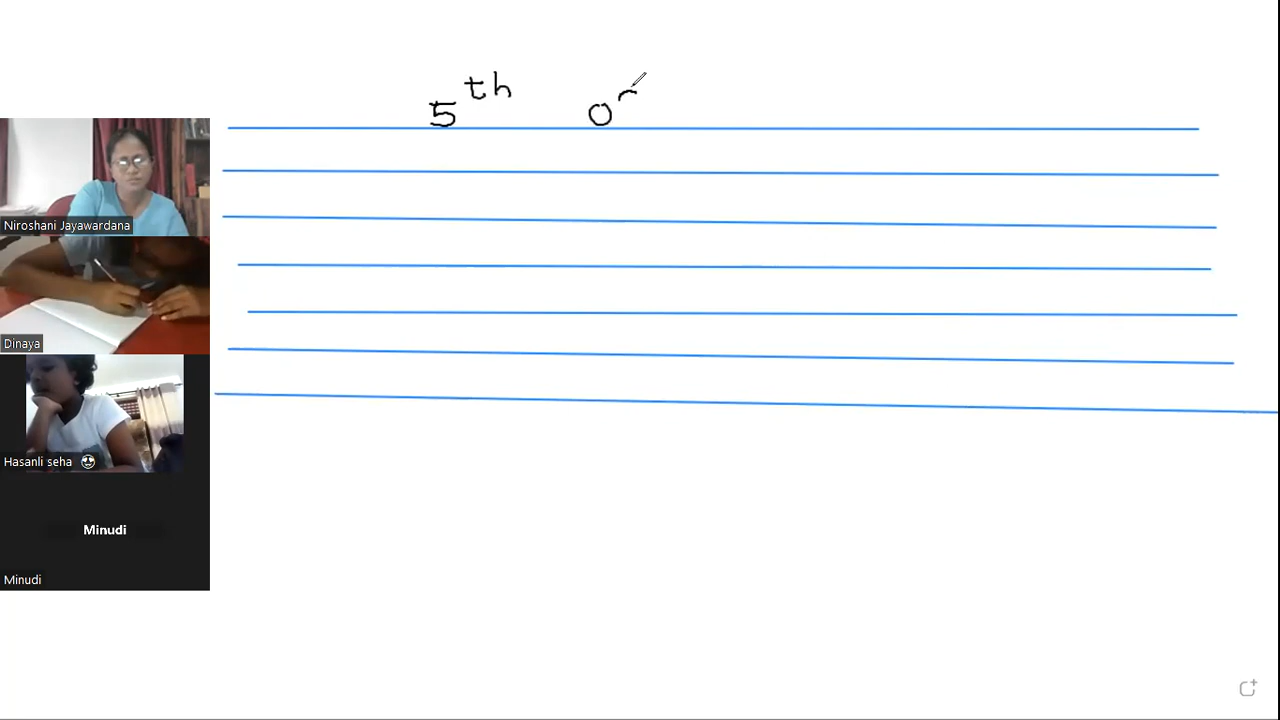 5th o
Niroshani Jayawardana
Dinaya
Hasanli seha 😍
Minudi
Minudi